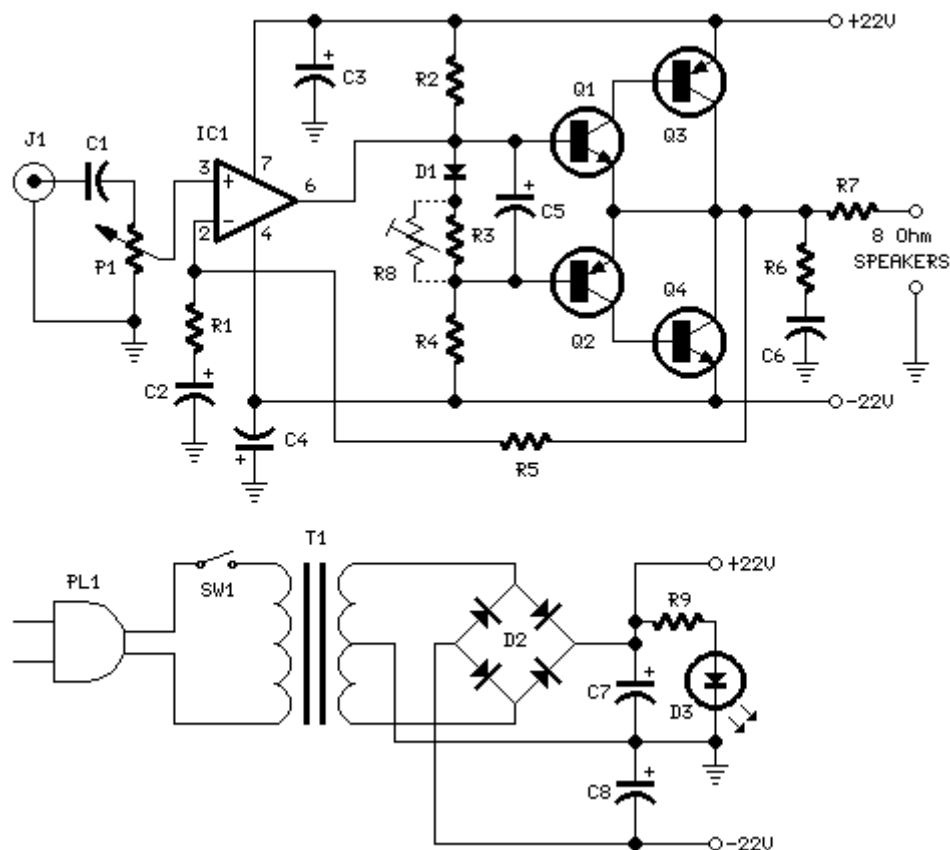 +22V
C3
R2
Q1
Q3
J1
C1
IC1
3
+
7
6
D1
C5
R7
-
2
4
P1
R3
R8
8 Ohm
SPEAKERS
R6
Q4
R1
R4
Q2
C6
C2
+
C4
+
-22V
R5
T1
PL1
SW1
+22V
R9
D2
C7
+
D3
C8
+
-22V